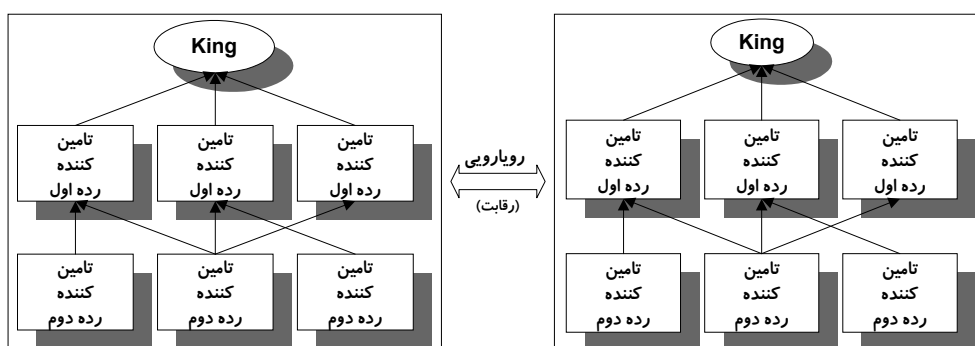 King
تامین
کننده
رده اول
تامین
کننده
رده اول
تامین
کننده
رده اول
تامین
کننده
رده دوم
تامین
کننده
رده دوم
تامین
کننده
رده دوم
رویارویی
(رقابت)
King
تامین
کننده
رده اول
تامین
کننده
رده اول
تامین
کننده
رده اول
تامین
کننده
رده دوم
تامین
کننده
رده دوم
تامین
کننده
رده دوم